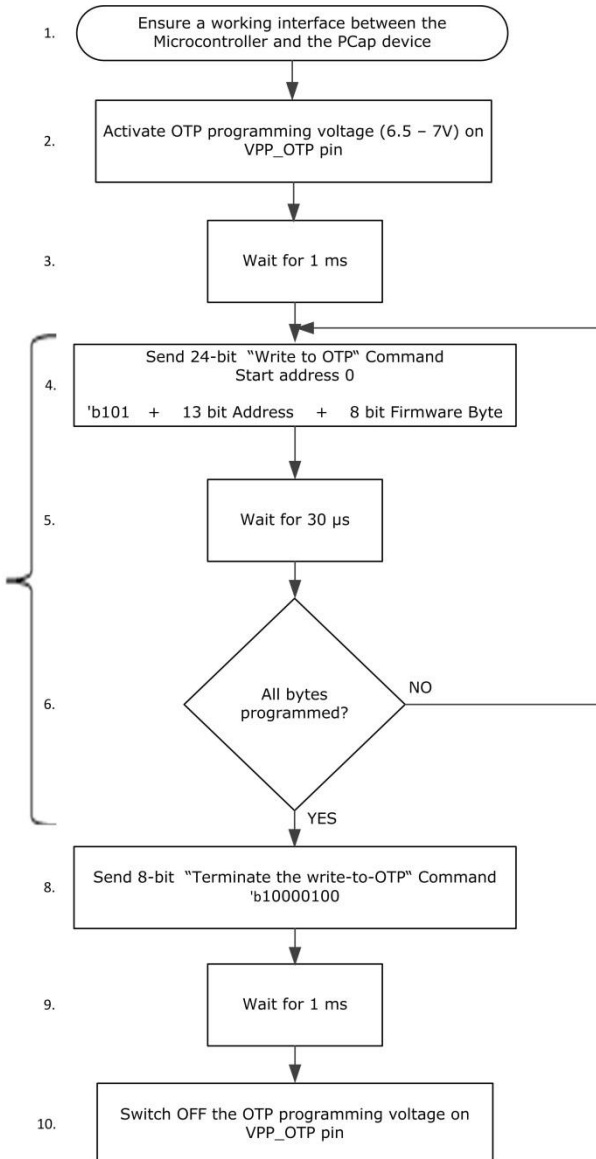 1.
Ensure a working interface between the
Microcontroller and the PCap device
2.
Activate OTP programming voltage (6.5 – 7V) on
VPP_OTP pin
3.
Wait for 1 ms
4.
Send 24-bit “Write to OTP“ Command
Start address 0
'b101 + 13 bit Address + 8 bit Firmware Byte
5.
Wait for 30 µs
6.
All bytes
programmed?
NO
YES
8.
Send 8-bit “Terminate the write-to-OTP“ Command
'b10000100
9.
Wait for 1 ms
10.
Switch OFF the OTP programming voltage on
VPP_OTP pin